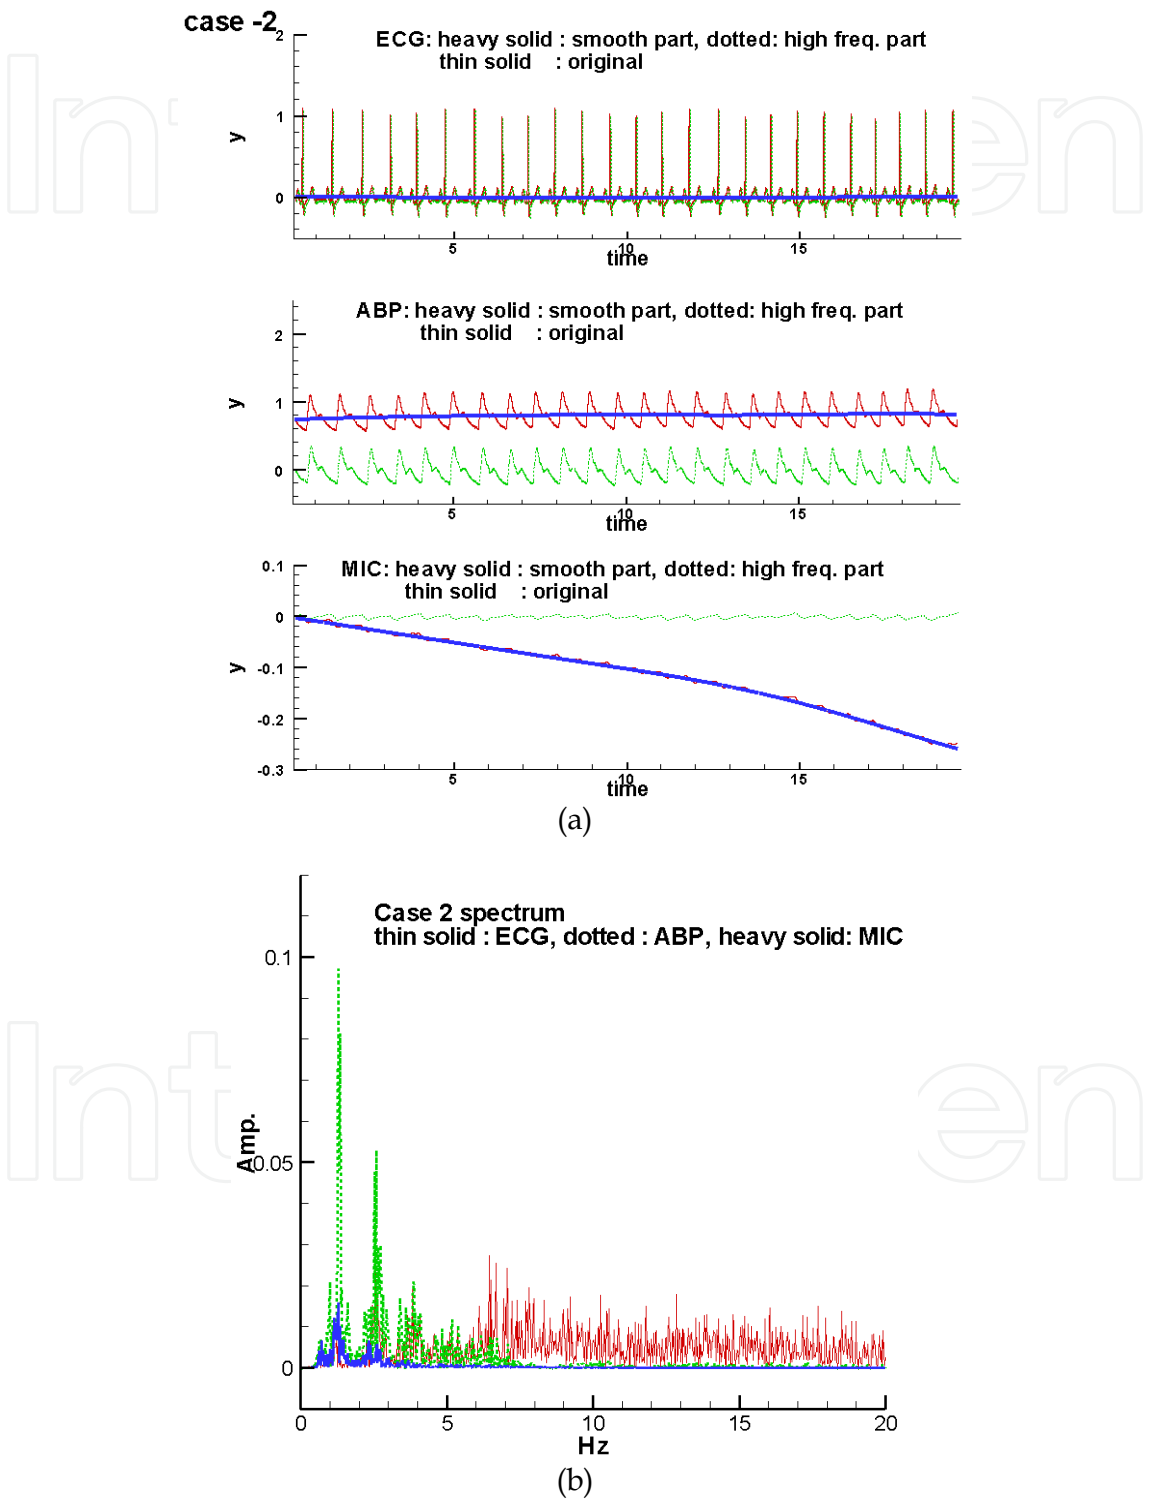 case -2
ECG: heavy solid : smooth part, dotted: high freq. part
thin solid : original
2
1
0
y
5
10
15
time
ABP: heavy solid : smooth part, dotted: high freq. part
thin solid : original
2
1
0
y
5
10
15
time
MIC: heavy solid : smooth part, dotted: high freq. part
thin solid : original
0.1
0
-0.1
-0.2
-0.3
y
5
10
15
time
(a)
Case 2 spectrum
thin solid : ECG, dotted : ABP, heavy solid: MIC
0.1
0.05
0
Amp.
0
5
10
15
20
Hz
(b)